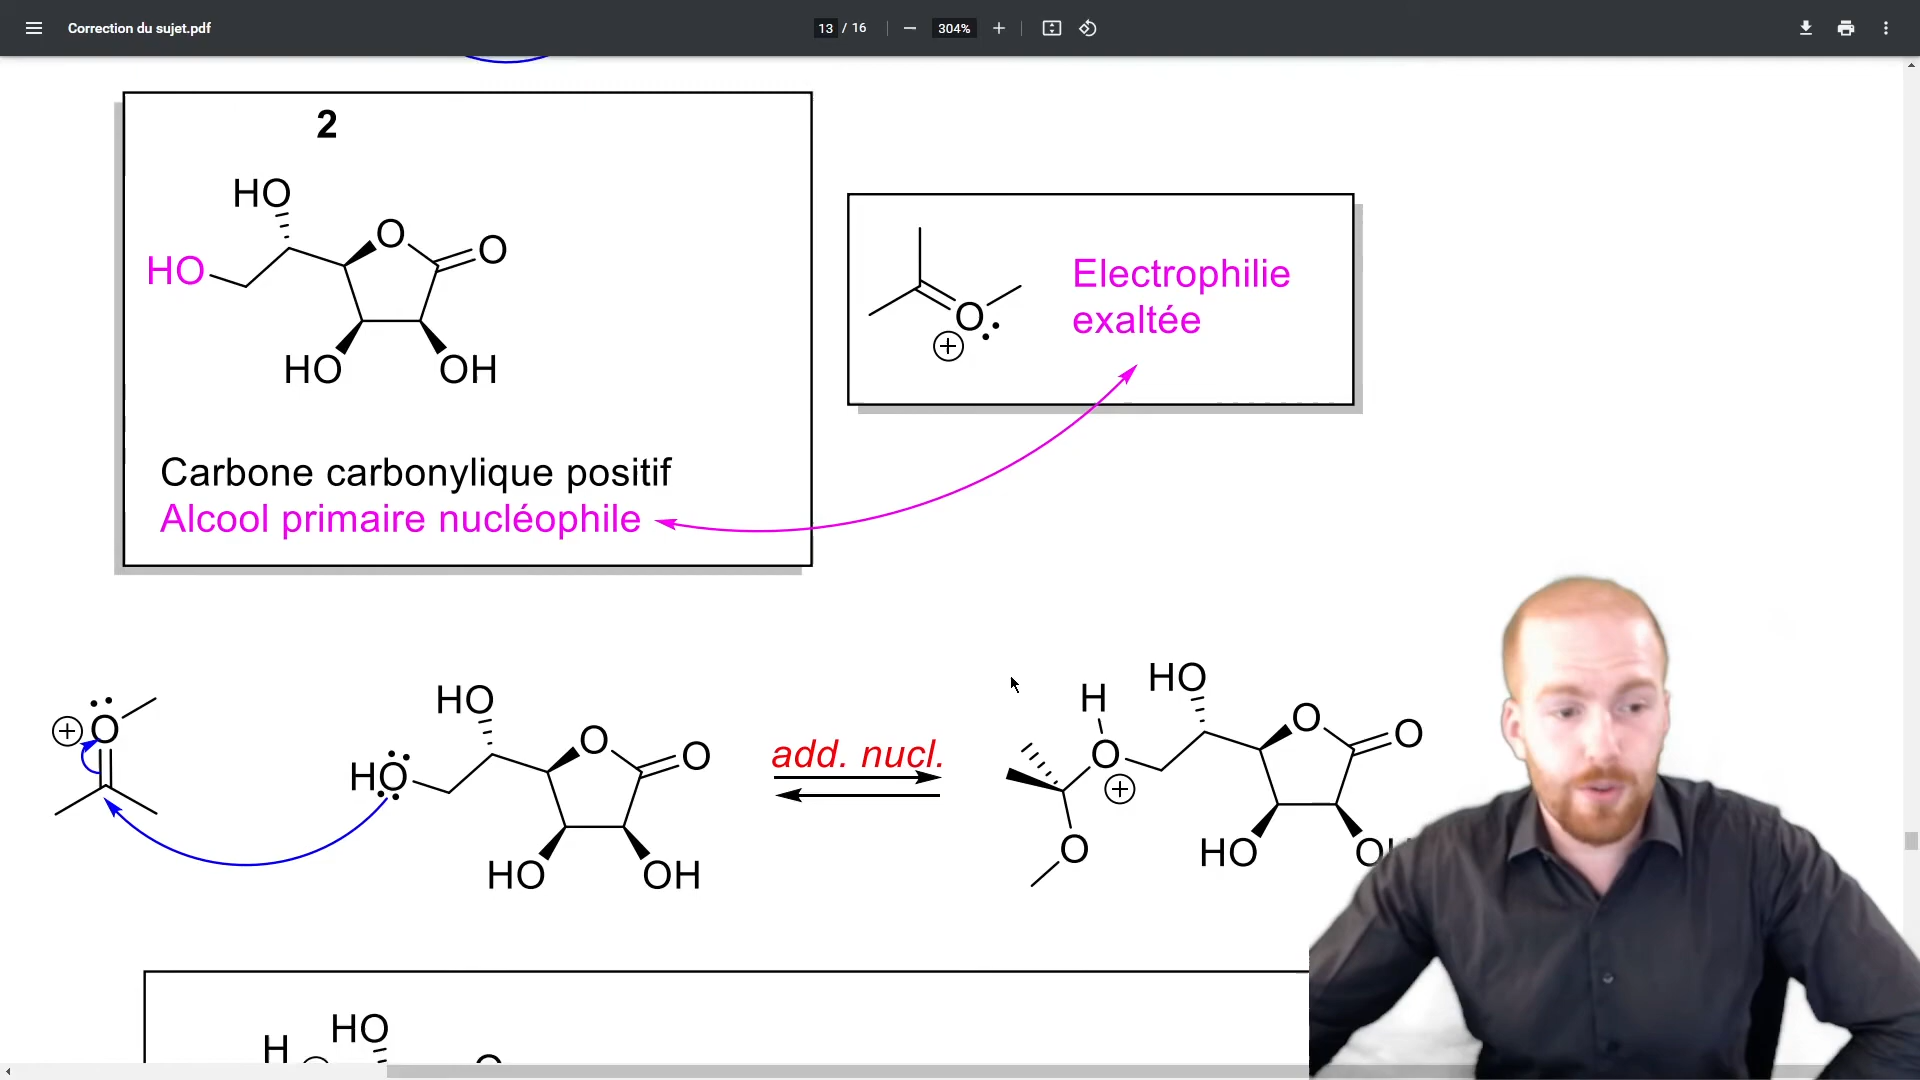 Correction du sujet.pdf
13 / 16
304%
2
HO
O
O
HO
HO
OH
Carbone carbonylique positif
Alcool primaire nucléophile
O
+
Electrophilie
exaltée
+
O
HO
HO
O
O
HO
OH
add. nucl.
H
HO
O
+
O
O
O
HO
HO
H